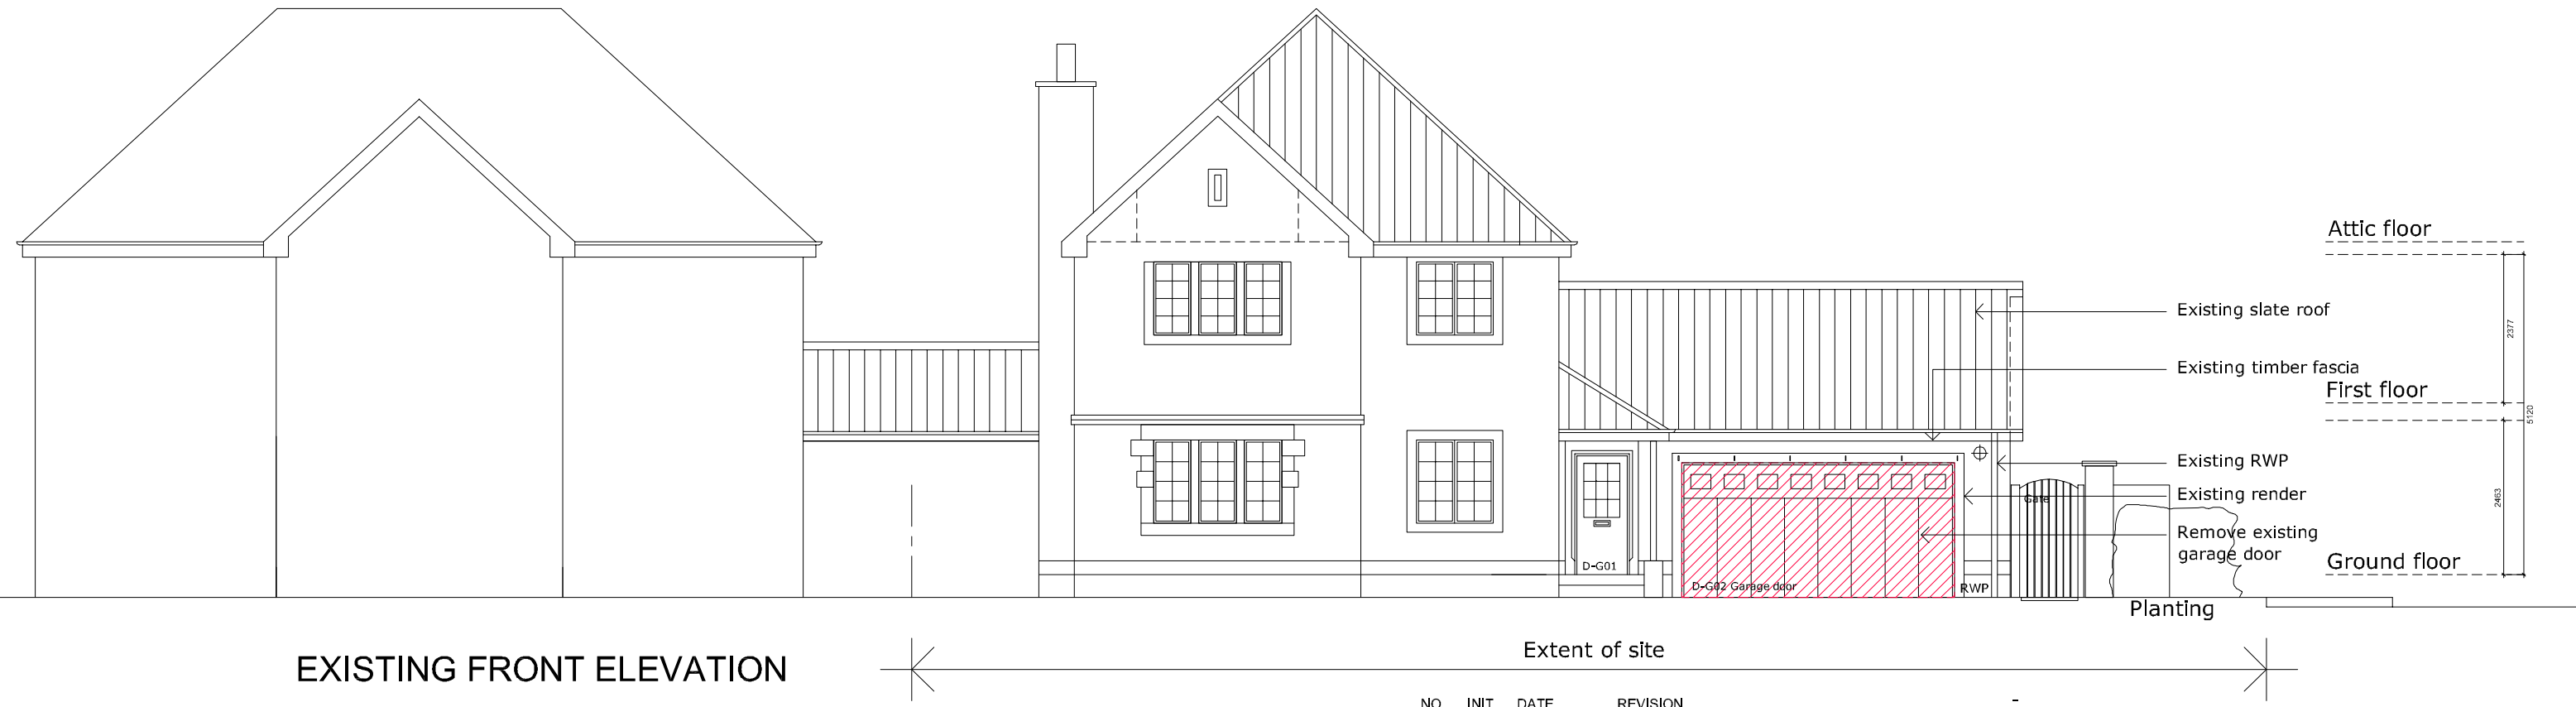 Attic floor
Existing slate roof
2377
Existing timber fascia
First floor
5120
Existing RWP
Existing render
Gate
2463
Remove existing
garage door
Ground floor
D-G01
D-G02 Garage door
RWP
Planting
Extent of site
EXISTING FRONT ELEVATION
NO INIT DATE REVISION -